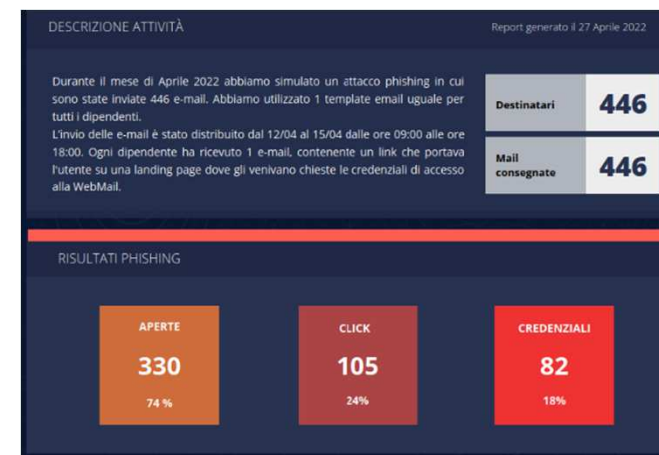 DESCRIZIONE ATTIVITÀ
Report generato il 27 Aprile 2022
Durante il mese di Aprile 2022 abbiamo simulato un attacco phishing in cui
sono state inviate 446 e-mail. Abbiamo utilizzato 1 template email uguale per
tutti i dipendenti.
L'invio delle e-mail è stato distribuito dal 12/04 al 15/04 dalle ore 09:00 alle ore
18:00. Ogni dipendente ha ricevuto 1 e-mail, contenente un link che portava
l'utente su una landing page dove gli venivano chieste le credenziali di accesso
alla WebMail.
Destinatari
446
Mail
consegnate
446
RISULTATI PHISHING
APERTE
330
74 %
CLICK
105
24%
CREDENZIALI
82
18%